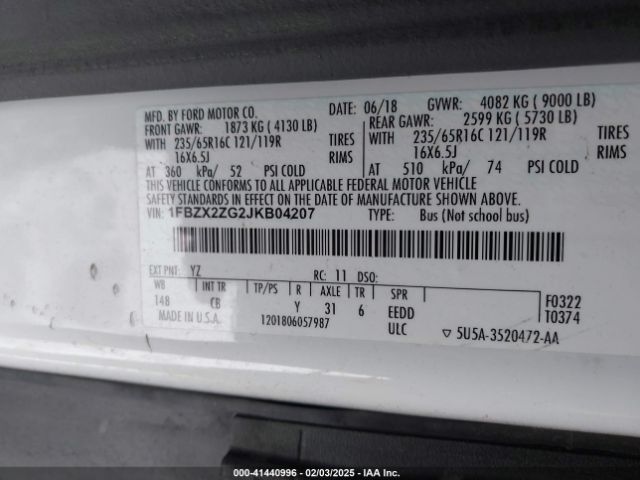 MFD. BY FORD MOTOR CO.
DATE: 06/18 GVWR: 4082 KG ( 9000 LB)
FRONT GAWR: 1873 KG ( 4130 LB)
REAR GAWR: 2599 KG ( 5730 LB)
WITH 235/65R16C 121/119R TIRES
WITH 235/65R16C 121/119R TIRES
16X6.5J RIMS
16X6.5J RIMS
AT 360 kPa/ 52 PSI COLD
AT 510 kPa/ 74 PSI COLD
THIS VEHICLE CONFORMS TO ALL APPLICABLE FEDERAL MOTOR VEHICLE
SAFETY STANDARDS IN EFFECT ON THE DATE OF MANUFACTURE SHOWN ABOVE.
VIN: 1FBZX2ZG2JKB04207 TYPE: Bus (Not school Bus)
EXT PNT: YZ RC: 11 DSO:
WB INT TR TP/PS R AXLE TR SPR
148 CB Y 31 6 EEDD
F0322
MADE IN U.S.A. 1201806057987 ULC
T0374
▽ 5U5A-3520472-AA
000-41440996 - 02/03/2025 - IAA Inc.